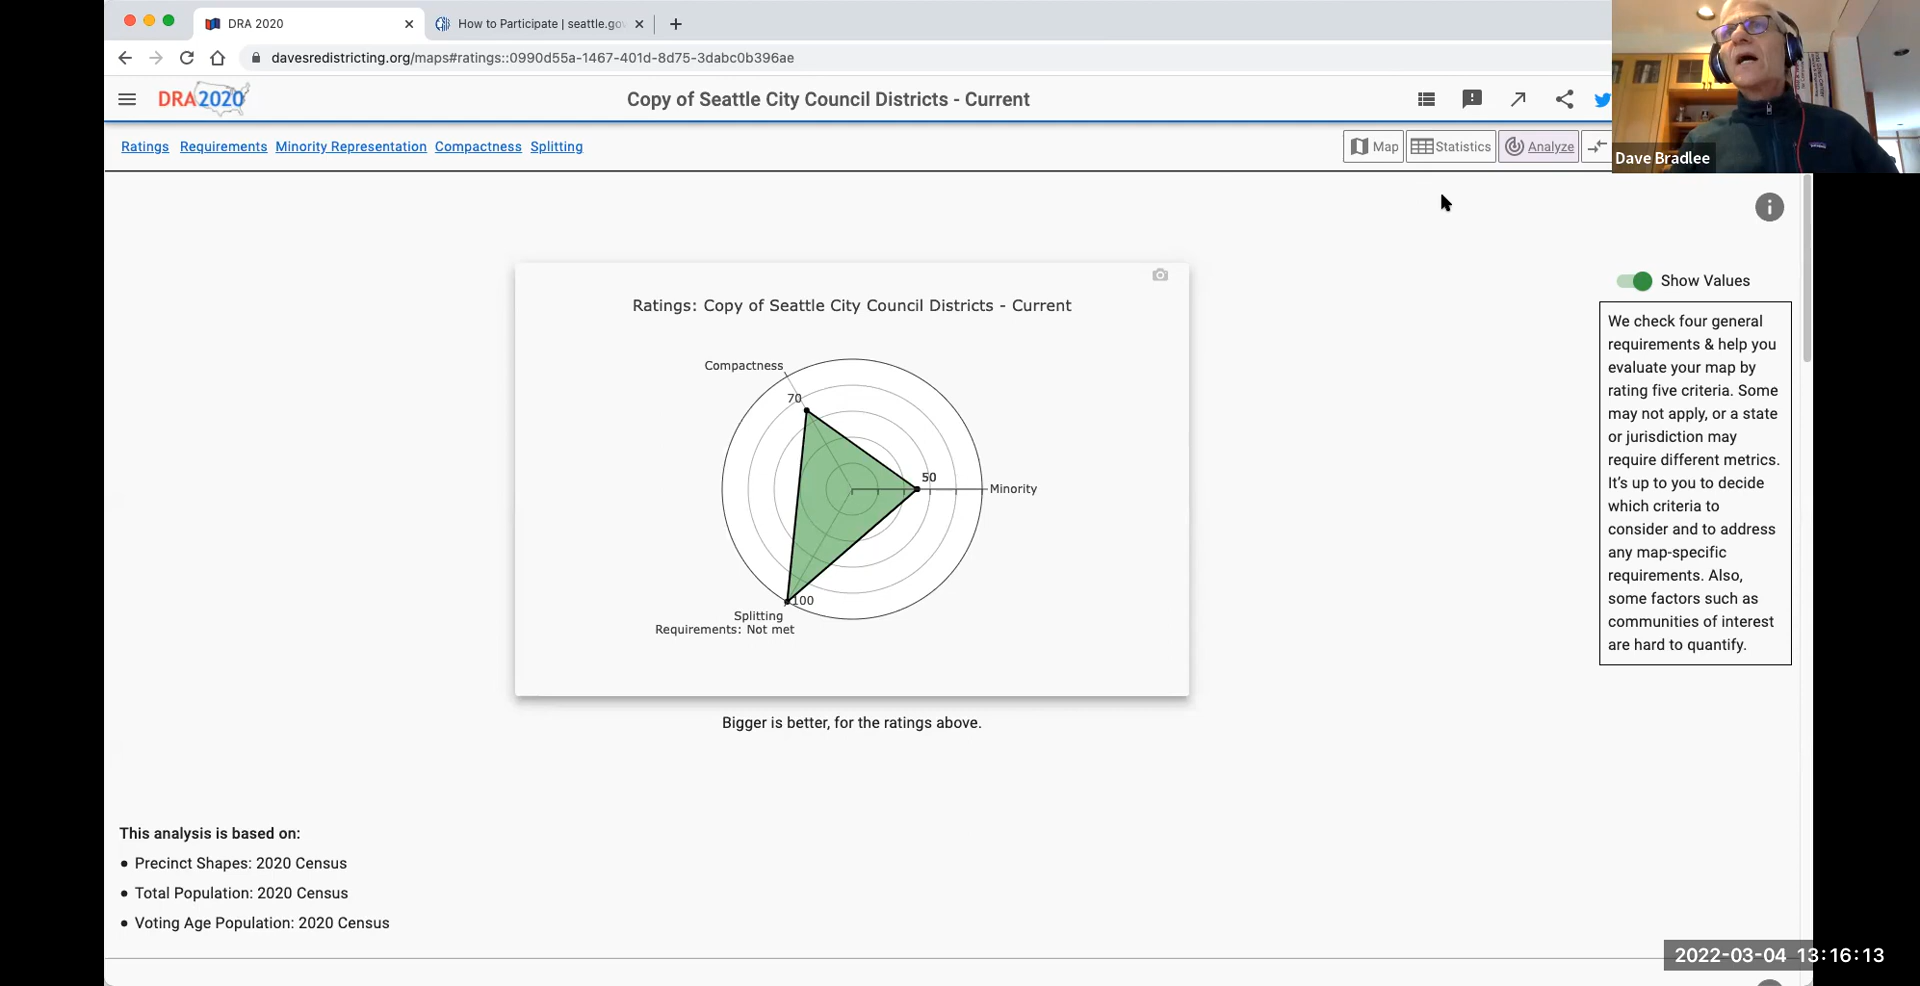 DRA 2020
How to Participate | seattle.go
davesredistricting.org/maps#ratings::0990d55a-1467-401d-8d75-3dabc0b396ae
DRA2020
Copy of Seattle City Council Districts - Current
Ratings Requirements Minority Representation Compactness Splitting
Map Statistics Analyze
Dave Bradlee
Show Values
Ratings: Copy of Seattle City Council Districts - Current
Compactness
70
50
Minority
100
Splitting
Requirements: Not met
Bigger is better, for the ratings above.
We check four general
requirements & help you
evaluate your map by
rating five criteria. Some
may not apply, or a state
or jurisdiction may
require different metrics.
It's up to you to decide
which criteria to
consider and to address
any map-specific
requirements. Also,
some factors such as
communities of interest
are hard to quantify.
This analysis is based on:
• Precinct Shapes: 2020 Census
• Total Population: 2020 Census
• Voting Age Population: 2020 Census
2022-03-04 13:16:13